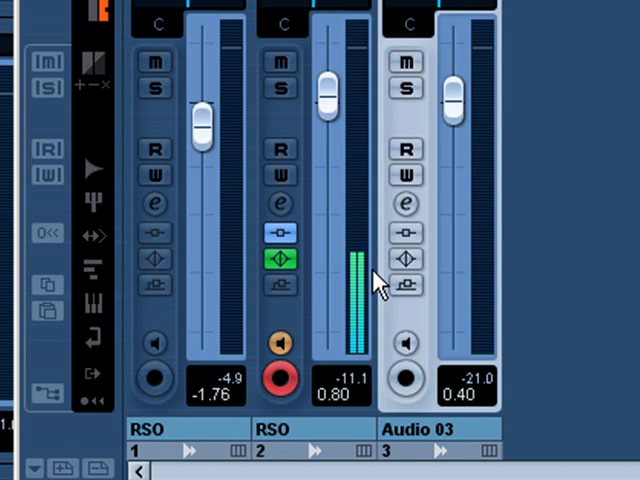 C C C
M M M
[M]
S S S
[S]
+−×
R R R
[R]
W W W
[W]
e e e
0<<
-4.9 -11.1 -21.0
-1.76 0.80 0.40
RSO RSO Audio 03
1 2 3